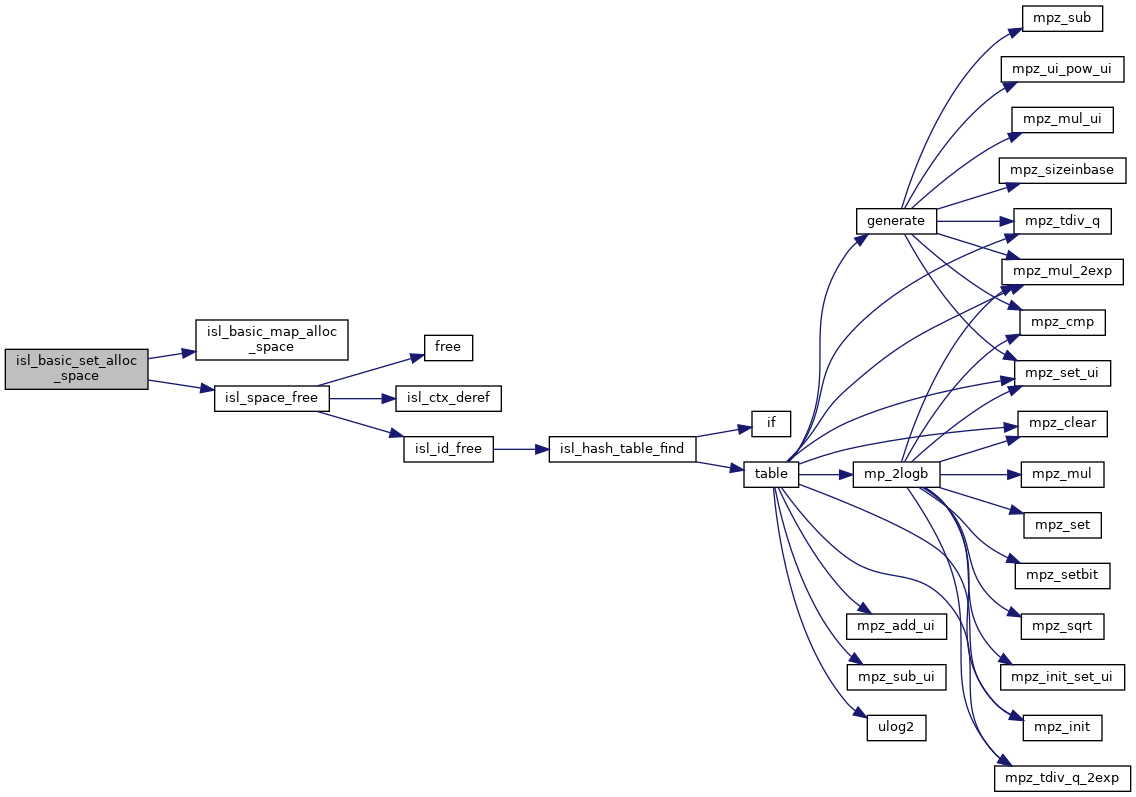 isl_basic_set_alloc
_space
isl_basic_map_alloc
_space
isl_space_free
free
isl_ctx_deref
isl_id_free
isl_hash_table_find
if
table
generate
mp_2logb
mpz_add_ui
mpz_sub_ui
ulog2
mpz_sub
mpz_ui_pow_ui
mpz_mul_ui
mpz_sizeinbase
mpz_tdiv_q
mpz_mul_2exp
mpz_cmp
mpz_set_ui
mpz_clear
mpz_mul
mpz_set
mpz_setbit
mpz_sqrt
mpz_init_set_ui
mpz_init
mpz_tdiv_q_2exp